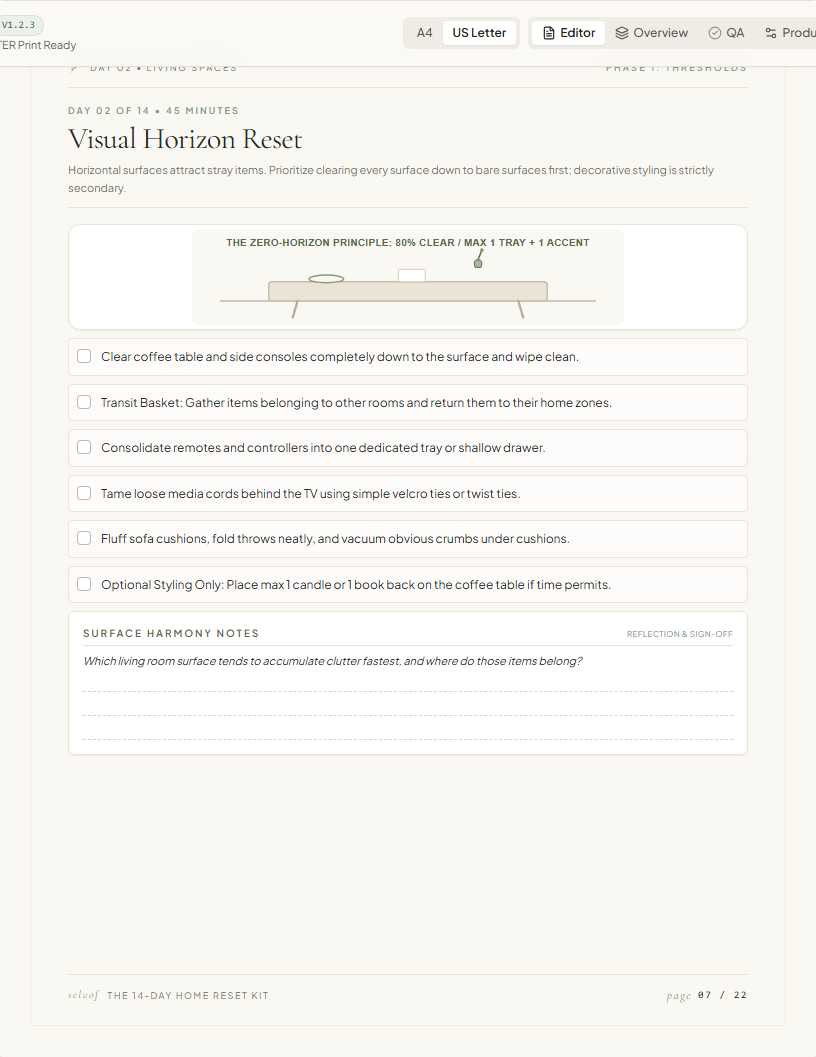 V1.2.3
TER Print Ready
A4
US Letter
Editor
Overview
QA
Produ
DAY 02 • LIVING SPACES
PHASE 1: THRESHOLDS
DAY 02 OF 14 • 45 MINUTES
Visual Horizon Reset
Horizontal surfaces attract stray items. Prioritize clearing every surface down to bare surfaces first; decorative styling is strictly
secondary.
THE ZERO-HORIZON PRINCIPLE: 80% CLEAR / MAX 1 TRAY + 1 ACCENT
Clear coffee table and side consoles completely down to the surface and wipe clean.
Transit Basket: Gather items belonging to other rooms and return them to their home zones.
Consolidate remotes and controllers into one dedicated tray or shallow drawer.
Tame loose media cords behind the TV using simple velcro ties or twist ties.
Fluff sofa cushions, fold throws neatly, and vacuum obvious crumbs under cushions.
Optional Styling Only: Place max 1 candle or 1 book back on the coffee table if time permits.
SURFACE HARMONY NOTES
REFLECTION & SIGN-OFF
Which living room surface tends to accumulate clutter fastest, and where do those items belong?
selvof THE 14-DAY HOME RESET KIT
page 07 / 22